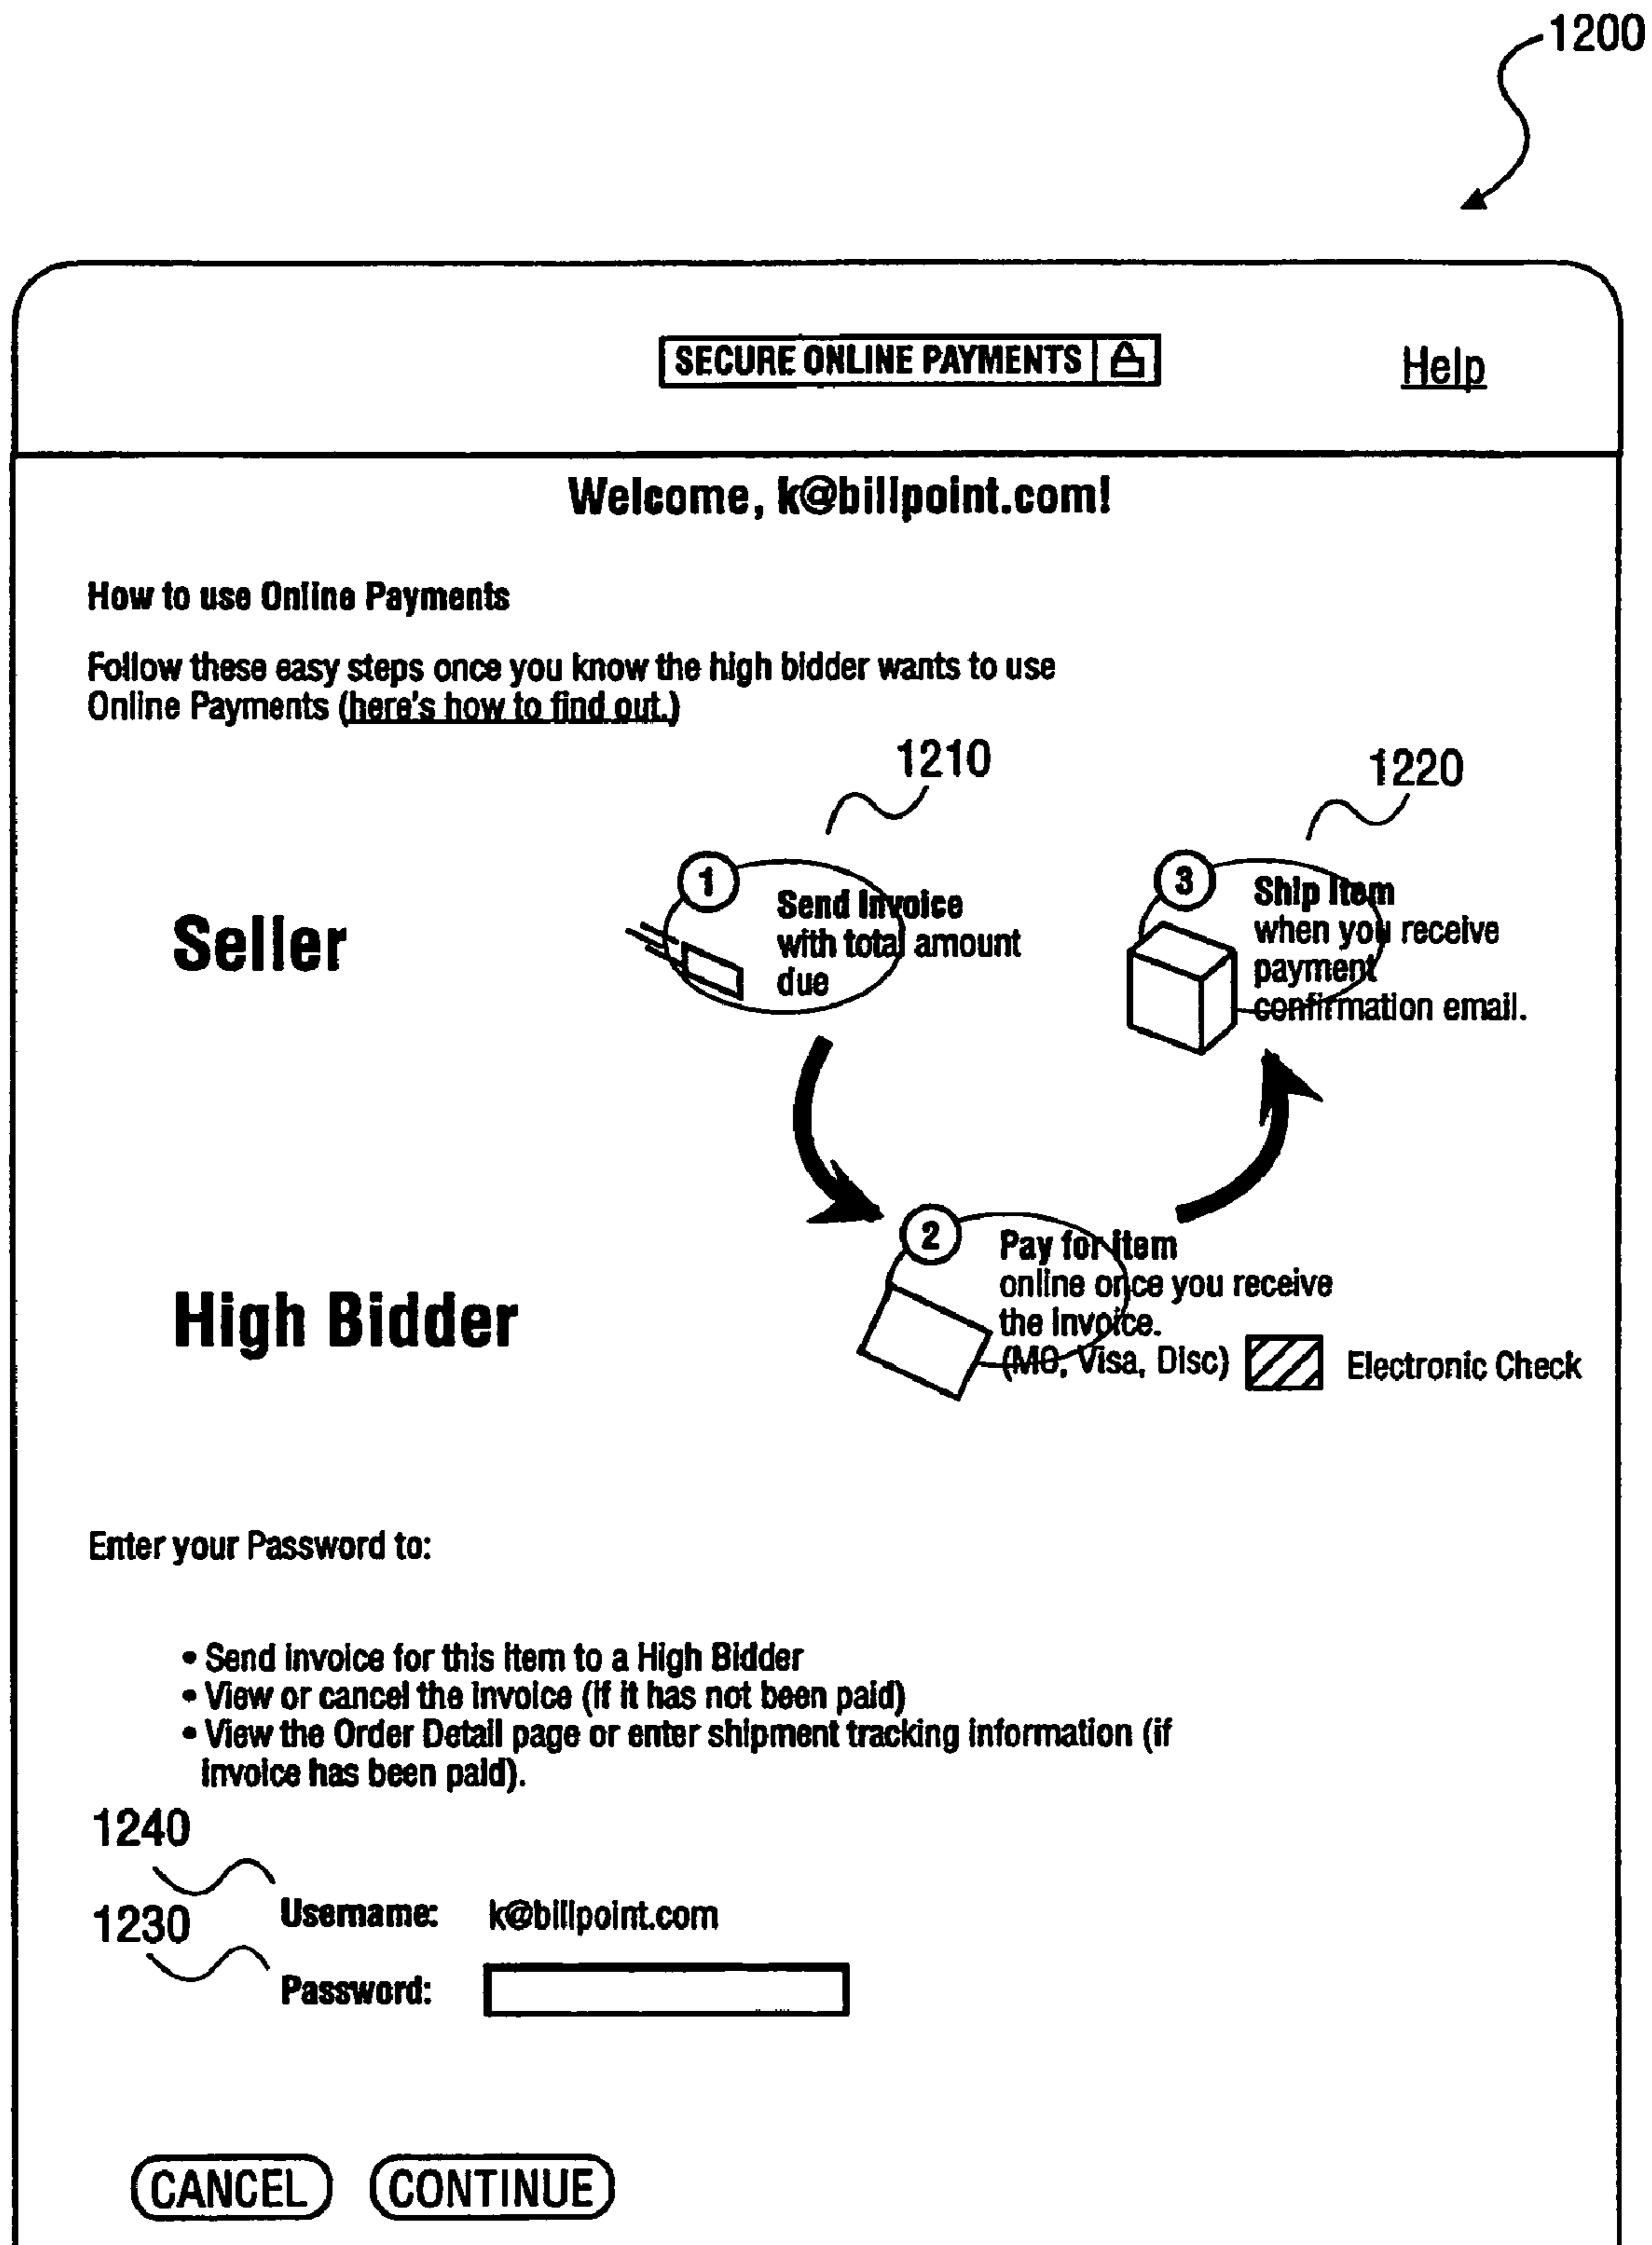 1200
SECURE ONLINE PAYMENTS
Help
Welcome, k@billpoint.com!
How to use Online Payments
Follow these easy steps once you know the high bidder wants to use
Online Payments (here's how to find out.)
1210
1220
Seller
1
Send Invoice
with total amount
due
3
Ship Item
when you receive
payment
confirmation email.
High Bidder
2
Pay for item
online once you receive
the invoice.
(MC, Visa, Disc)
Electronic Check
Enter your Password to:
• Send invoice for this item to a High Bidder
• View or cancel the invoice (if it has not been paid)
• View the Order Detail page or enter shipment tracking information (if
invoice has been paid).
1240
Username: k@billpoint.com
1230
Password:
CANCEL CONTINUE